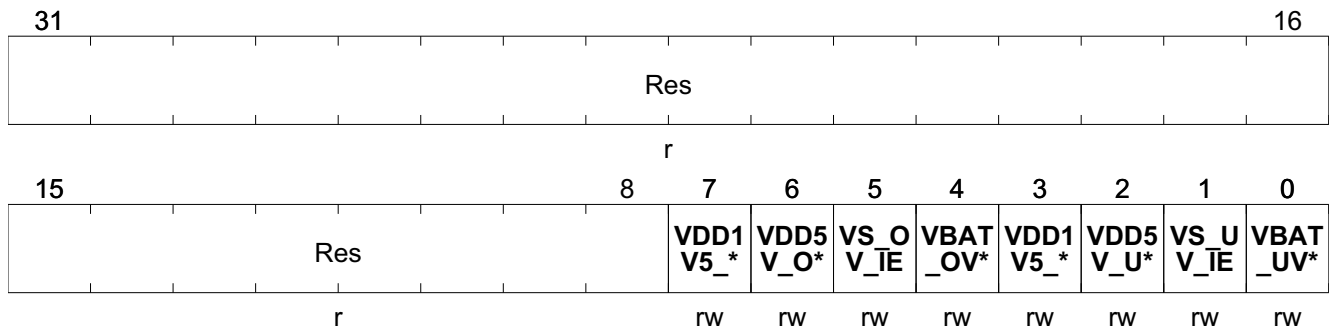 31 16
Res
r
15 8 7 6 5 4 3 2 1 0
Res VDD1 VDD5 VS_O VBAT VDD1 VDD5 VS_U VBAT
V5_* V_O* V_IE _OV* V5_* V_U* V_IE _UV*
r rw rw rw rw rw rw rw rw